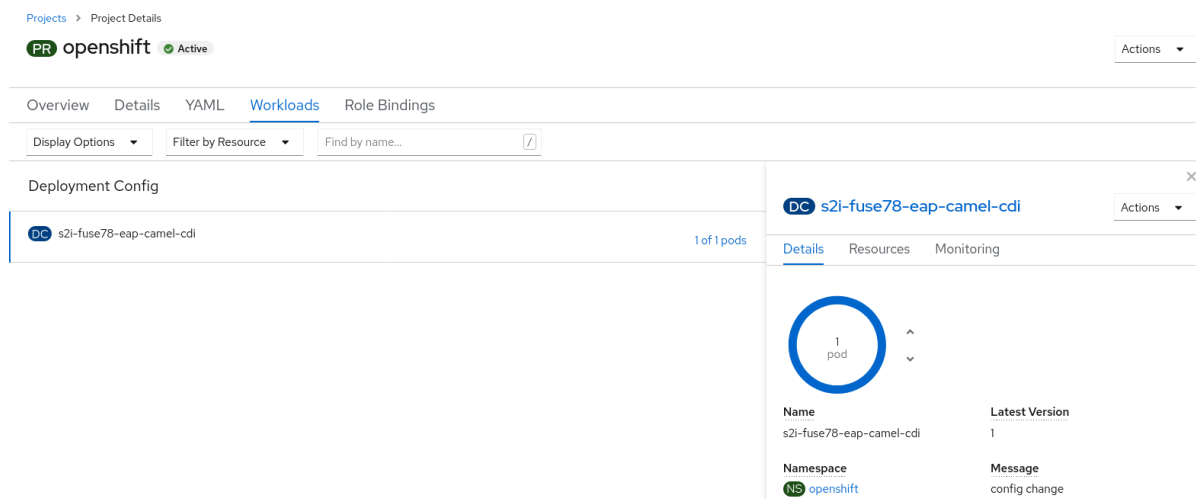 Projects > Project Details
PR openshift Active
Actions
Overview Details YAML Workloads Role Bindings
Display Options Filter by Resource Find by name... /
Deployment Config
DC s2i-fuse78-eap-camel-cdi
1 of 1 pods
DC s2i-fuse78-eap-camel-cdi
Actions
Details Resources Monitoring
1
pod
Name Latest Version
s2i-fuse78-eap-camel-cdi 1
Namespace Message
NS openshift config change